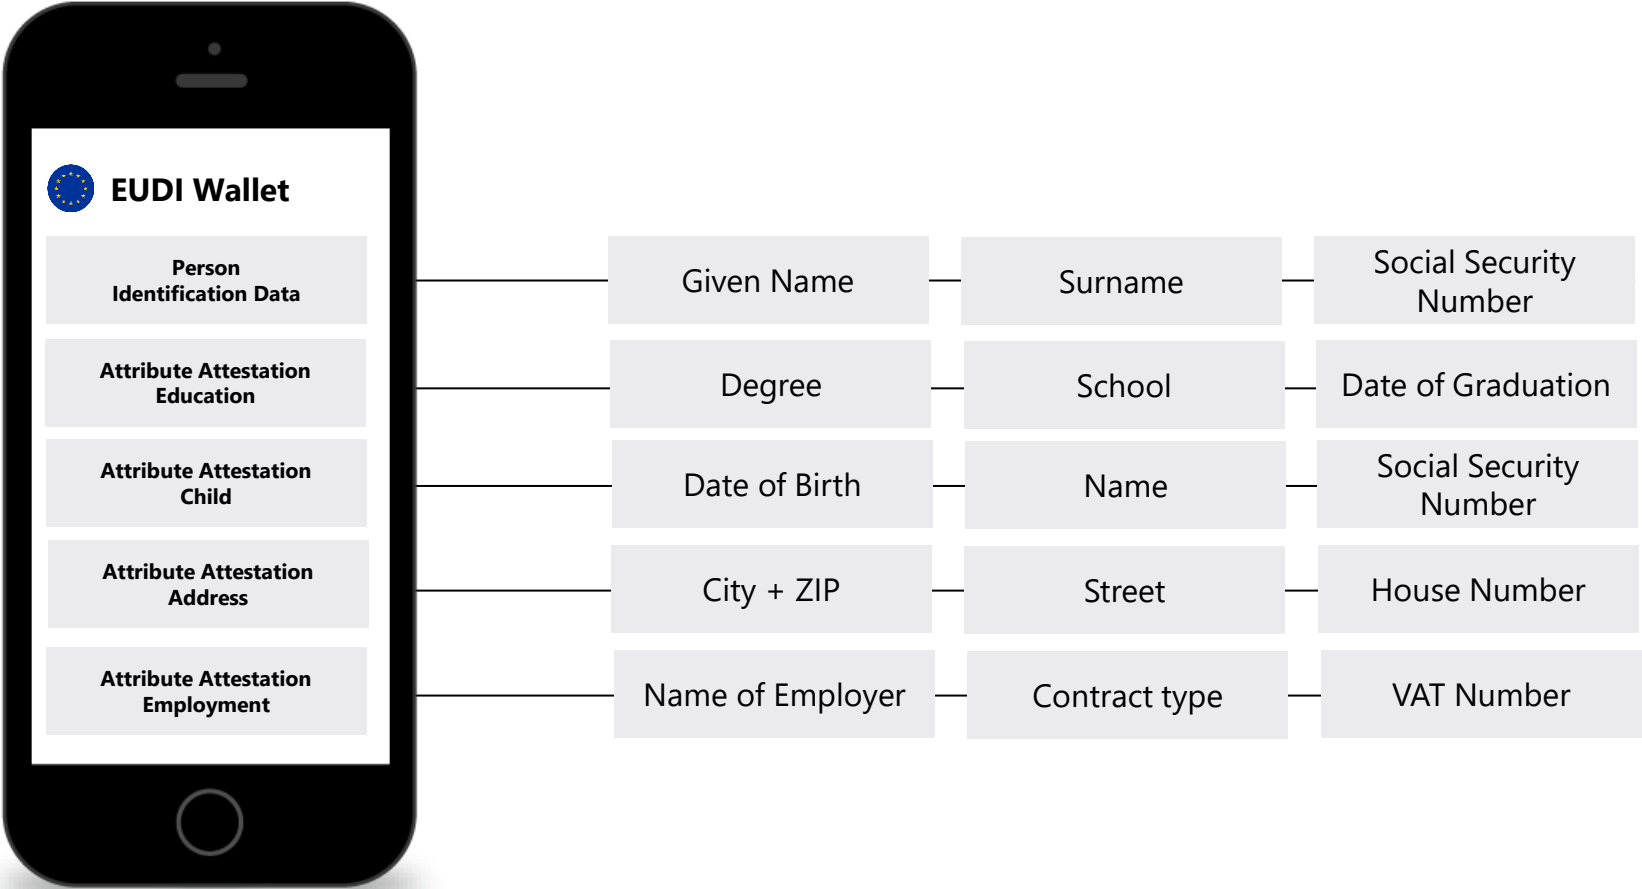 EUDI Wallet
Person
Identification Data
Given Name
Surname
Social Security
Number
Attribute Attestation
Education
Degree
School
Date of Graduation
Attribute Attestation
Child
Date of Birth
Name
Social Security
Number
Attribute Attestation
Address
City + ZIP
Street
House Number
Attribute Attestation
Employment
Name of Employer
Contract type
VAT Number